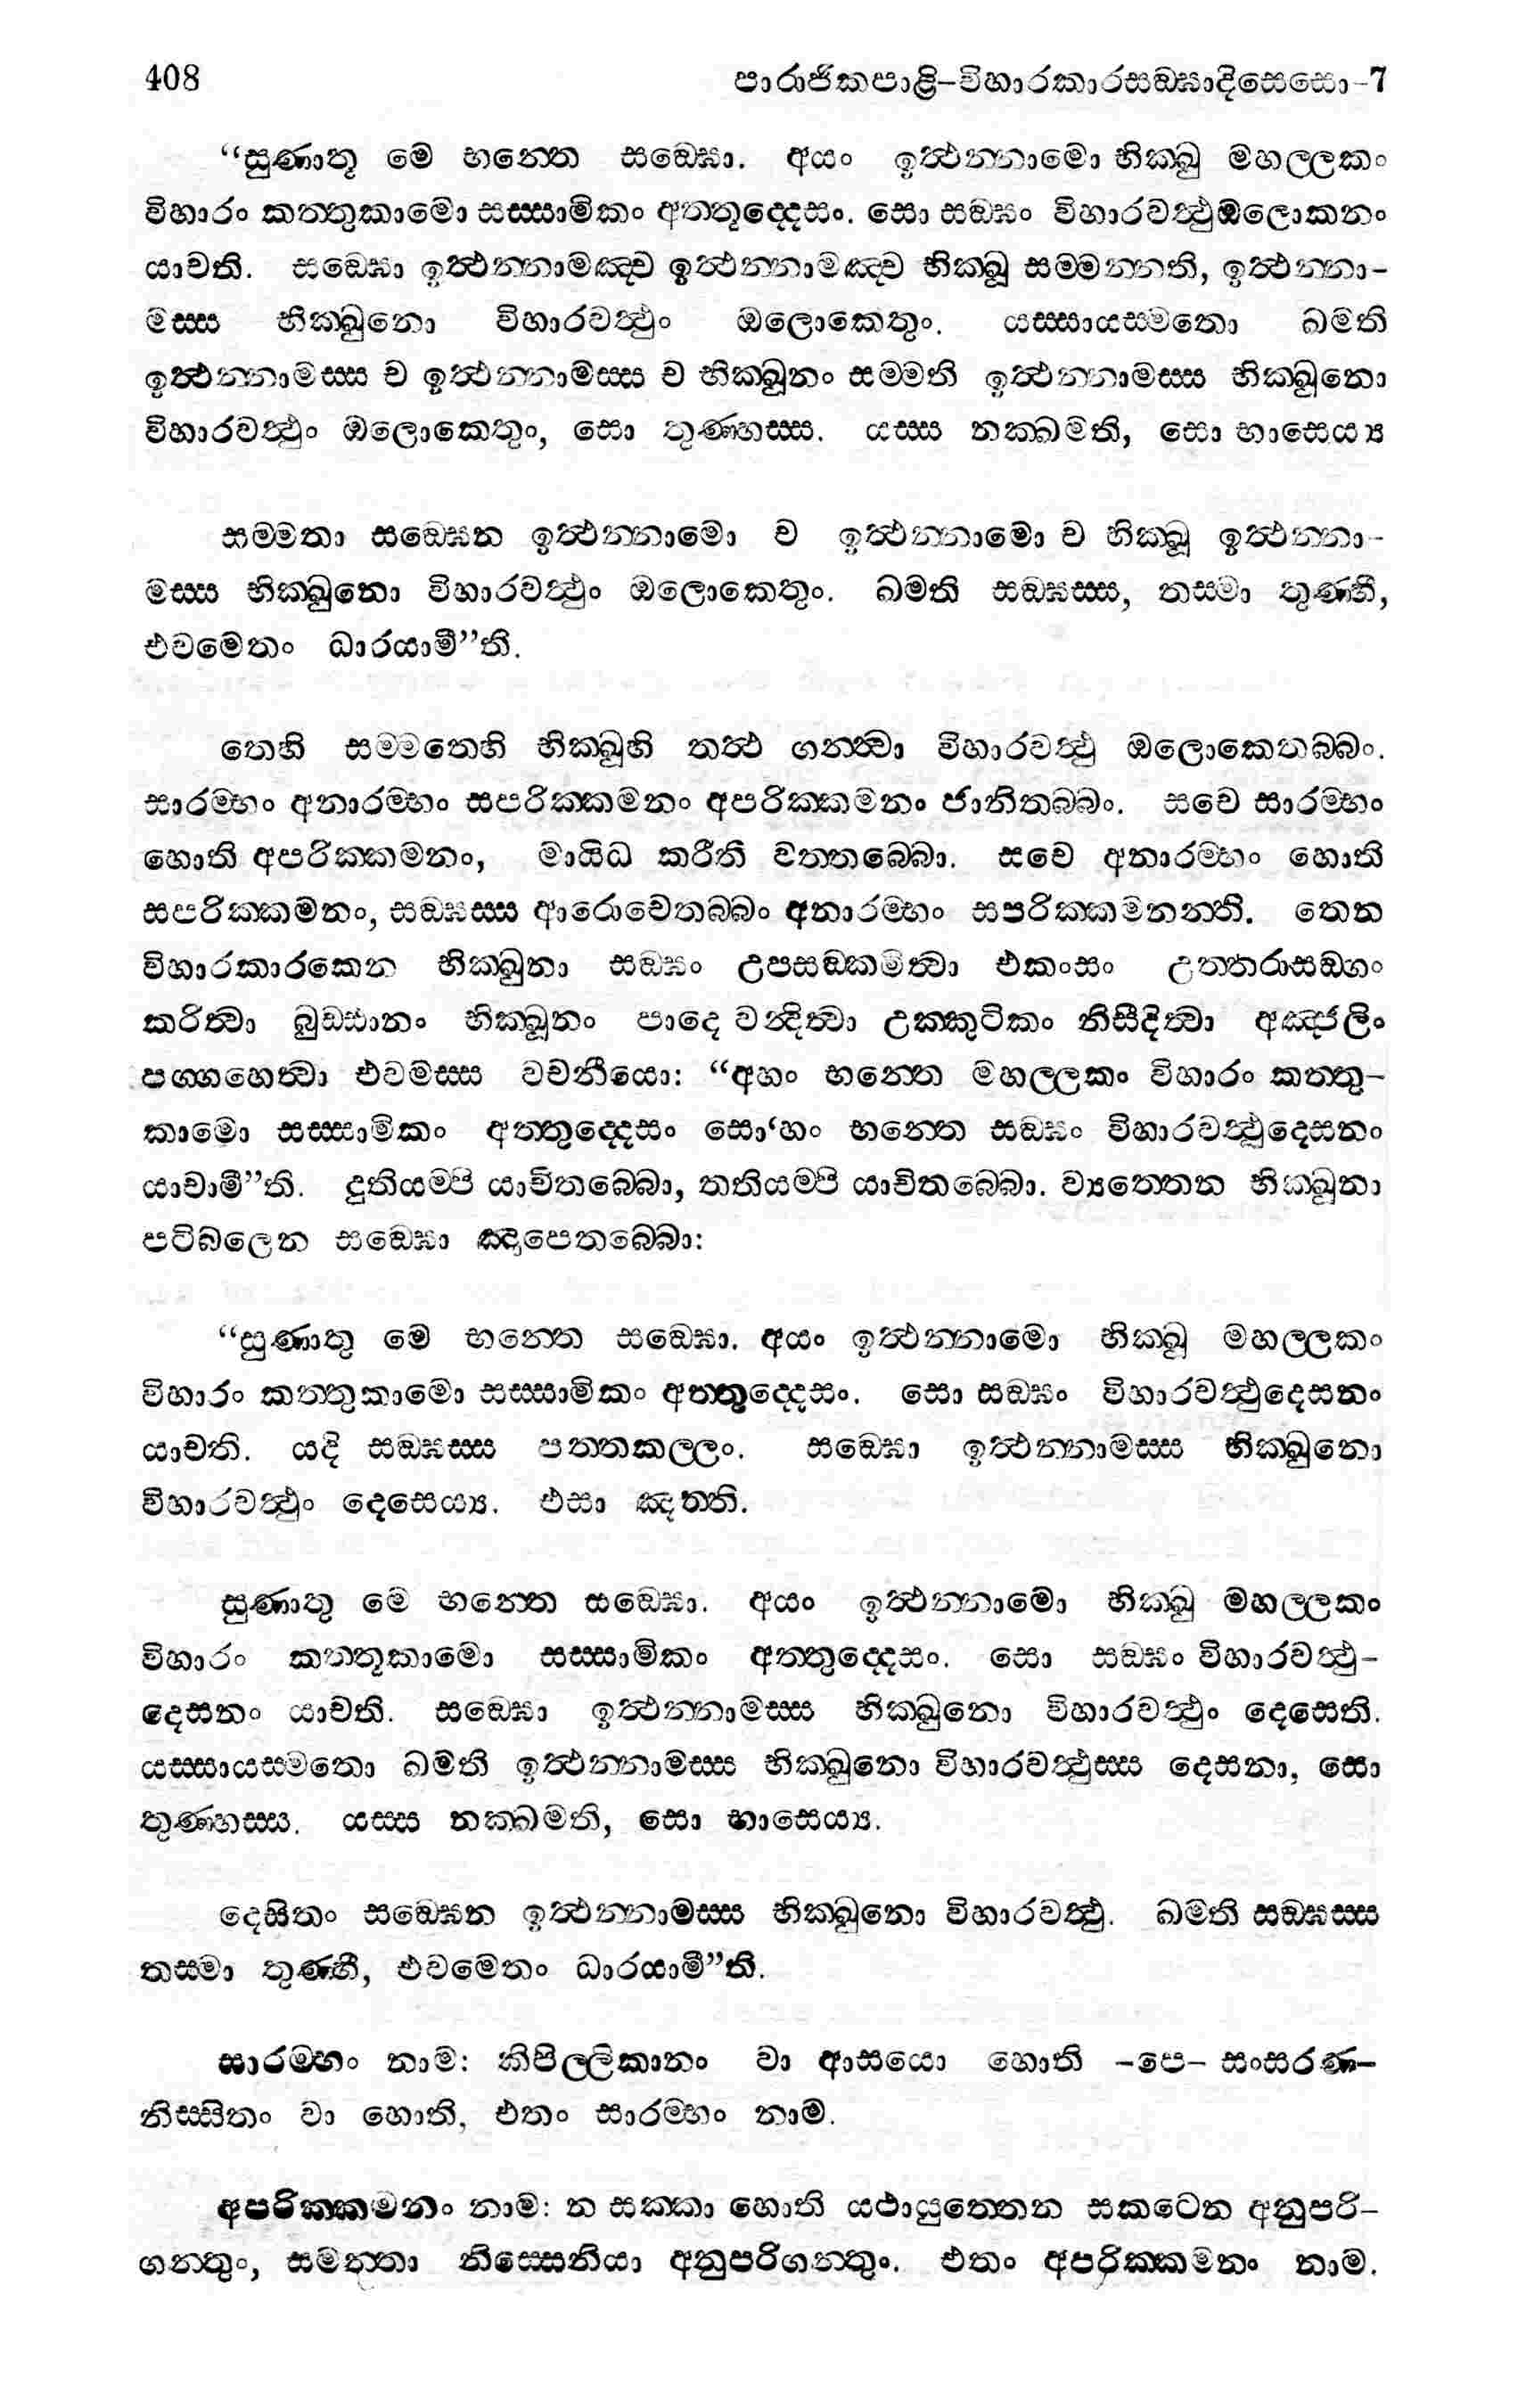 408 පාරාජිකපාළි–විහාරකාරසඞ්ඝාදිසෙසො–7
“සුණාතු මෙ භන්තෙ සඞ්ඝො. අයං ඉත්ථන්නාමො භික්ඛු මහල්ලකං
විහාරං කත්තුකාමො සස්සාමිකං අත්තුද්දෙසං. සො සඞ්ඝං විහාරවත්ථුඔලොකනං
යාචති. සඞ්ඝො ඉත්ථන්නාමඤ්ච ඉත්ථන්නාමඤ්ච භික්ඛූ සම්මන්නති, ඉත්ථන්නා-
මස්ස භික්ඛුනො විහාරවත්ථුං ඔලොකෙතුං. යස්සායස්මතො ඛමති
ඉත්ථන්නාමස්ස ච ඉත්ථන්නාමස්ස ච භික්ඛූනං සම්මති ඉත්ථන්නාමස්ස භික්ඛුනො
විහාරවත්ථුං ඔලොකෙතුං, සො තුණ්හස්ස. යස්ස නක්ඛමති, සො භාසෙය්‍ය
සම්මතා සඞ්ඝෙන ඉත්ථන්නාමො ච ඉත්ථන්නාමො ච භික්ඛූ ඉත්ථන්නා-
මස්ස භික්ඛුනො විහාරවත්ථුං ඔලොකෙතුං. ඛමති සඞ්ඝස්ස, තස්මා තුණ්හී,
එවමෙතං ධාරයාමී”ති.
තෙහි සම්මතෙහි භික්ඛූහි තත්ථ ගන්ත්වා විහාරවත්ථු ඔලොකෙතබ්බං.
සාරම්භං අනාරම්භං සපරික්කමනං අපරික්කමනං ජානිතබ්බං. සචෙ සාරම්භං
හොති අපරික්කමනං, මායිධ කරීති වත්තබ්බො. සචෙ අනාරම්භං හොති
සපරික්කමනං, සඞ්ඝස්ස ආරොචෙතබ්බං අනාරම්භං සපරික්කමනන්ති. තෙන
විහාරකාරකෙන භික්ඛුනා සඞ්ඝං උපසඞ්කමිත්වා එකංසං උත්තරාසඞ්ගං
කරිත්වා බුඩ්ඪානං භික්ඛූනං පාදෙ වන්දිත්වා උක්කුටිකං නිසීදිත්වා අඤ්ජලිං
පග්ගහෙත්වා එවමස්ස වචනීයො: “අහං භන්තෙ මහල්ලකං විහාරං කත්තු-
කාමො සස්සාමිකං අත්තුද්දෙසං සො‘හං භන්තෙ සඞ්ඝං විහාරවත්ථුදෙසනං
යාචාමී”ති. දුතියම්පි යාචිතබ්බො, තතියම්පි යාචිතබ්බො. ව්‍යත්තෙන භික්ඛුනා
පටිබලෙන සඞ්ඝො ඤාපෙතබ්බො:
“සුණාතු මෙ භන්තෙ සඞ්ඝො. අයං ඉත්ථන්නාමො භික්ඛු මහල්ලකං
විහාරං කත්තුකාමො සස්සාමිකං අත්තුද්දෙසං. සො සඞ්ඝං විහාරවත්ථුදෙසනං
යාචති. යදි සඞ්ඝස්ස පත්තකල්ලං. සඞ්ඝො ඉත්ථන්නාමස්ස භික්ඛුනො
විහාරවත්ථුං දෙසෙය්‍ය. එසා ඤත්ති.
සුණාතු මෙ භන්තෙ සඞ්ඝො. අයං ඉත්ථන්නාමො භික්ඛු මහල්ලකං
විහාරං කත්තුකාමො සස්සාමිකං අත්තුද්දෙසං. සො සඞ්ඝං විහාරවත්ථු-
දෙසනං යාචති. සඞ්ඝො ඉත්ථන්නාමස්ස භික්ඛුනො විහාරවත්ථුං දෙසෙති.
යස්සායස්මතො ඛමති ඉත්ථන්නාමස්ස භික්ඛුනො විහාරවත්ථුස්ස දෙසනා, සො
තුණ්හස්ස. යස්ස නක්ඛමති, සො භාසෙය්‍ය.
දෙසිතං සඞ්ඝෙන ඉත්ථන්නාමස්ස භික්ඛුනො විහාරවත්ථු. ඛමති සඞ්ඝස්ස
තස්මා තුණ්හී, එවමෙතං ධාරයාමී”ති.
සාරම්භං නාම: කිපිල්ලිකානං වා ආසයො හොති –පෙ– සංසරණ–
නිස්සිතං වා හොති, එතං සාරම්භං නාම.
අපරික්කමනං නාම: න සක්කා හොති යථායුත්තෙන සකටෙන අනුපරි-
ගන්තුං, සමන්තා නිස්සෙනියා අනුපරිගන්තුං. එතං අපරික්කමනං නාම.